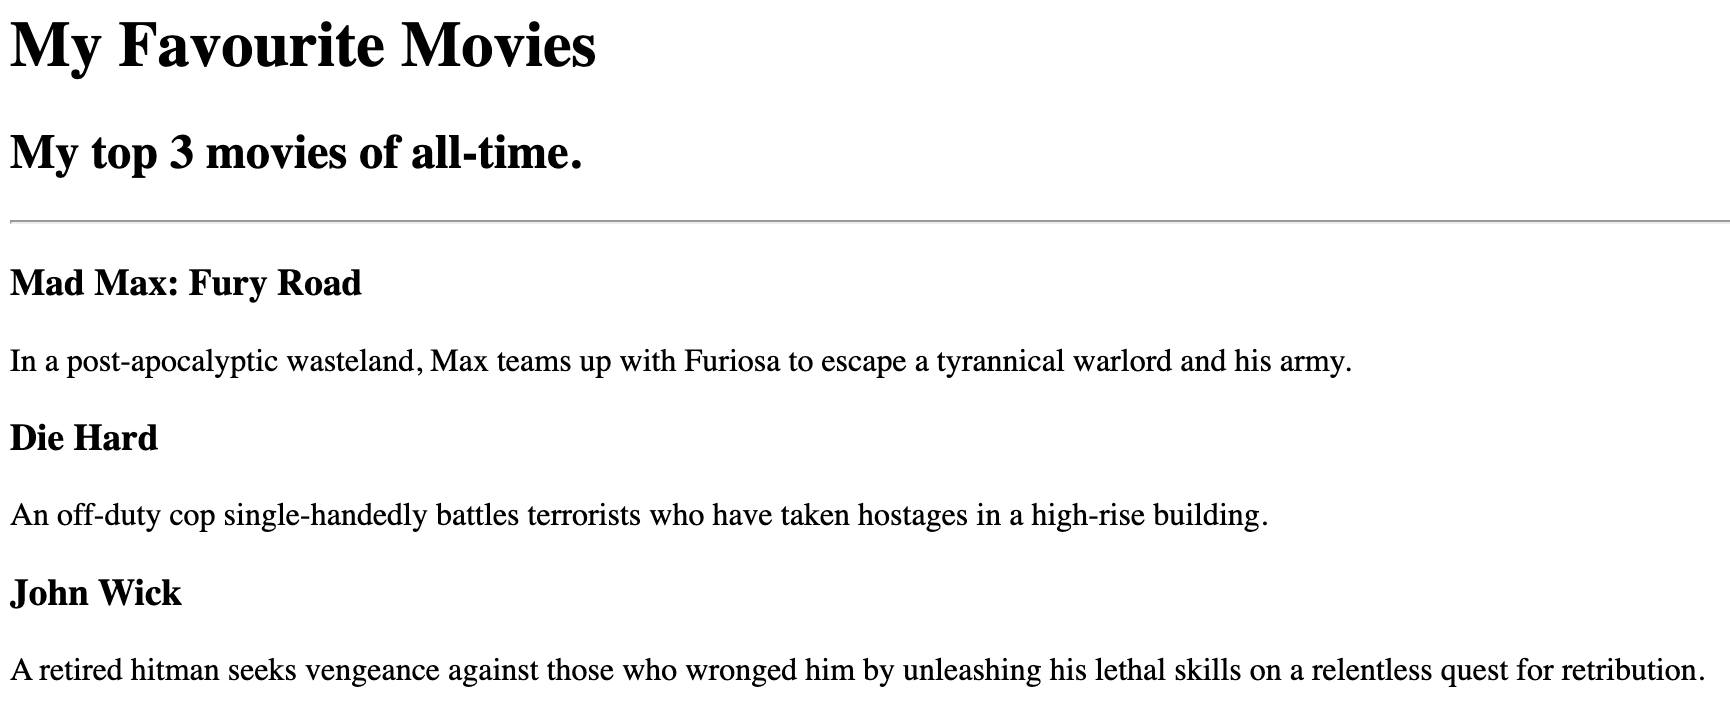 My Favourite Movies
My top 3 movies of all-time.
Mad Max: Fury Road
In a post-apocalyptic wasteland, Max teams up with Furiosa to escape a tyrannical warlord and his army.
Die Hard
An off-duty cop single-handedly battles terrorists who have taken hostages in a high-rise building.
John Wick
A retired hitman seeks vengeance against those who wronged him by unleashing his lethal skills on a relentless quest for retribution.